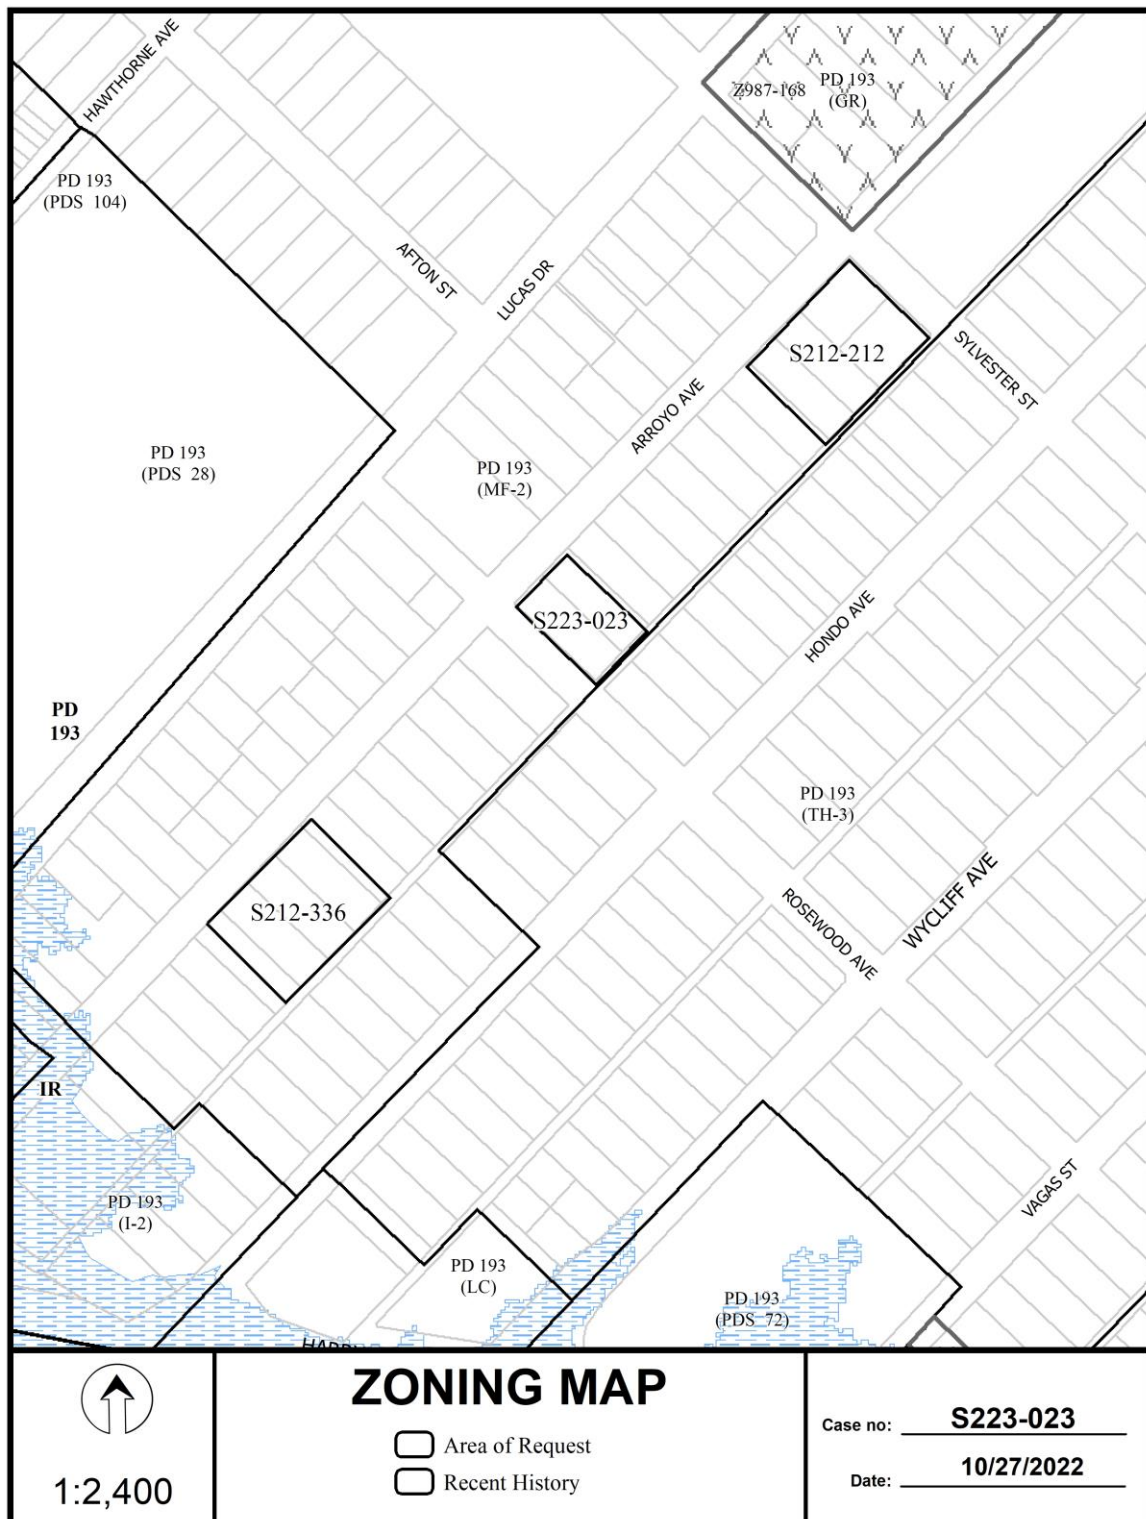 HAWTHORNE AVE
Z987-168
PD 193
(GR)
PD 193
(PDS 104)
AFTON ST
LUCAS DR
S212-212
SYLVESTER ST
ARROYO AVE
PD 193
(PDS 28)
PD 193
(MF-2)
S223-023
HONDO AVE
PD
193
PD 193
(TH-3)
S212-336
ROSEWOOD AVE
WYCLIFF AVE
IR
VAGAS ST
PD 193
(I-2)
PD 193
(LC)
PD 193
(PDS 72)
1:2,400
ZONING MAP
Area of Request
Recent History
Case no: S223-023
Date: 10/27/2022